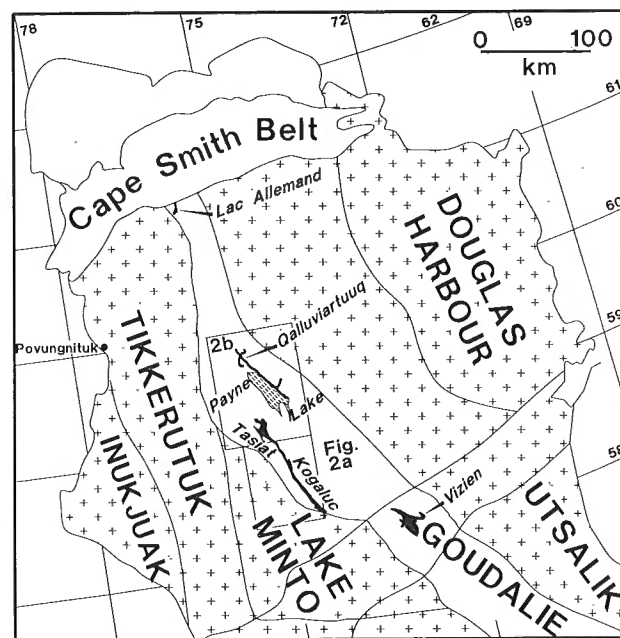 78
75
72
62
69
0 100
km
61
Cape Smith Belt
Lac Allemand
60
DOUGLAS
HARBOUR
59
Povungnituk
TIKKERUTUK
2b
Qalluviartuuq
Payne
Lake
Tasiat
Kogaluc
Fig.
2a
58
INUKJUAK
LAKE
MINTO
Vizien
GOUDALIE
UTSALIK